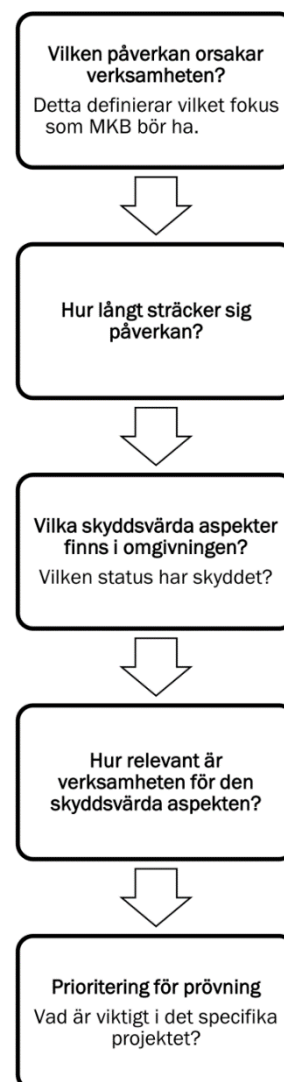 Vilken påverkan orsakar
verksamheten?
Detta definierar vilket fokus
som MKB bör ha.
Hur långt sträcker sig
påverkan?
Vilka skyddsvärda aspekter
finns i omgivningen?
Vilken status har skyddet?
Hur relevant är
verksamheten för den
skyddsvärda aspekten?
Prioritering för prövning
Vad är viktigt i det specifika
projektet?